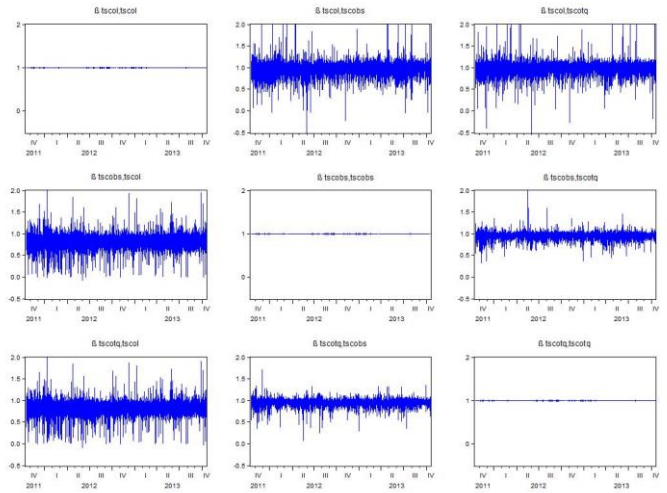 ß tscol,tscol
ß tscol,tscobs
ß tscol,tscotq
2
1
0
2.0
1.5
1.0
0.5
0.0
-0.5
2.0
1.5
1.0
0.5
0.0
-0.5
IV I II III IV I II III IV
2011 2012 2013
IV I II III IV I II III IV
2011 2012 2013
IV I II III IV I II III IV
2011 2012 2013
ß tscobs,tscol
ß tscobs,tscobs
ß tscobs,tscotq
2.0
1.5
1.0
0.5
0.0
-0.5
2
1
0
2.0
1.5
1.0
0.5
0.0
-0.5
IV I II III IV I II III IV
2011 2012 2013
IV I II III IV I II III IV
2011 2012 2013
IV I II III IV I II III IV
2011 2012 2013
ß tscotq,tscol
ß tscotq,tscobs
ß tscotq,tscotq
2.0
1.5
1.0
0.5
0.0
-0.5
2.0
1.5
1.0
0.5
0.0
-0.5
2
1
0
IV I II III IV I II III IV
2011 2012 2013
IV I II III IV I II III IV
2011 2012 2013
IV I II III IV I II III IV
2011 2012 2013